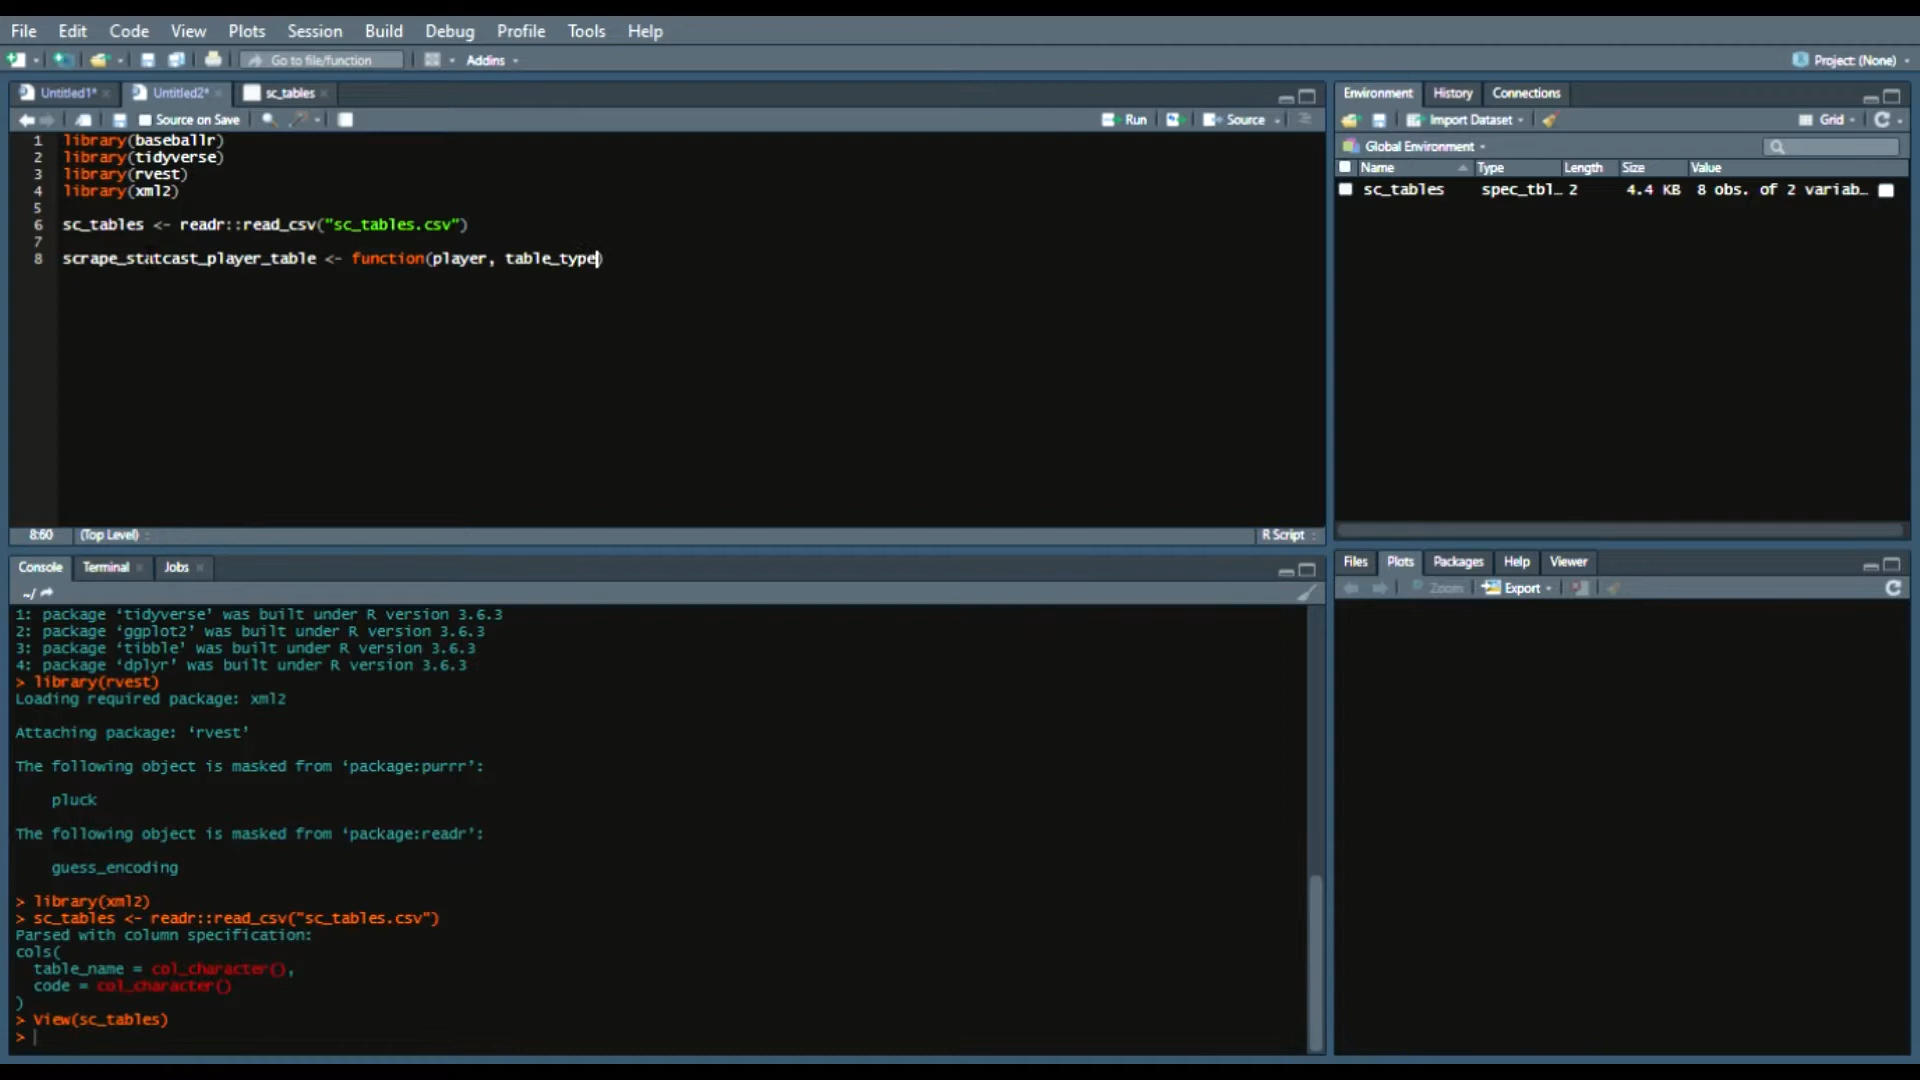 File Edit Code View Plots Session Build Debug Profile Tools Help
Go to file/function Addins Project: (None)
Untitled1* Untitled2* sc_tables
Source on Save Run Source
1 library(baseballr)
2 library(tidyverse)
3 library(rvest)
4 library(xml2)
5
6 sc_tables <- readr::read_csv("sc_tables.csv")
7
8 scrape_statcast_player_table <- function(player, table_type)
8:60 (Top Level) R Script
Console Terminal Jobs
~/
1: package ‘tidyverse’ was built under R version 3.6.3
2: package ‘ggplot2’ was built under R version 3.6.3
3: package ‘tibble’ was built under R version 3.6.3
4: package ‘dplyr’ was built under R version 3.6.3
> library(rvest)
Loading required package: xml2
Attaching package: ‘rvest’
The following object is masked from ‘package:purrr’:
pluck
The following object is masked from ‘package:readr’:
guess_encoding
> library(xml2)
> sc_tables <- readr::read_csv("sc_tables.csv")
Parsed with column specification:
cols(
table_name = col_character(),
code = col_character()
)
> View(sc_tables)
>
Environment History Connections
Import Dataset Grid
Global Environment
Name Type Length Size Value
sc_tables spec_tbl… 2 4.4 KB 8 obs. of 2 variab…
Files Plots Packages Help Viewer
Zoom Export